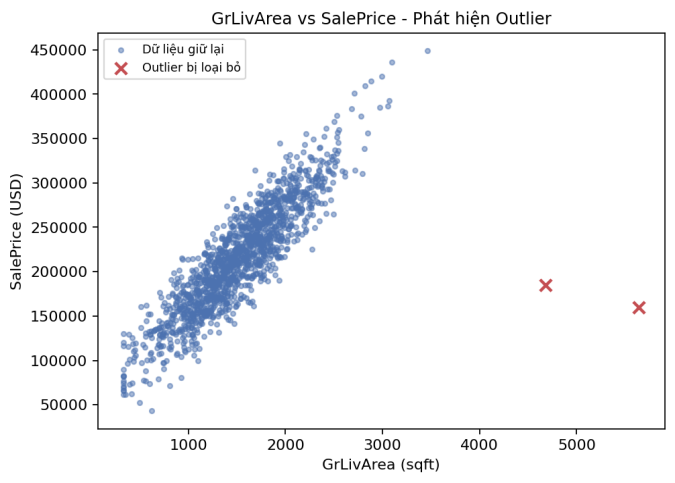 GrLivArea vs SalePrice - Phát hiện Outlier
Dữ liệu giữ lại
Outlier bị loại bỏ
450000
400000
350000
300000
250000
200000
150000
100000
50000
SalePrice (USD)
1000 2000 3000 4000 5000
GrLivArea (sqft)